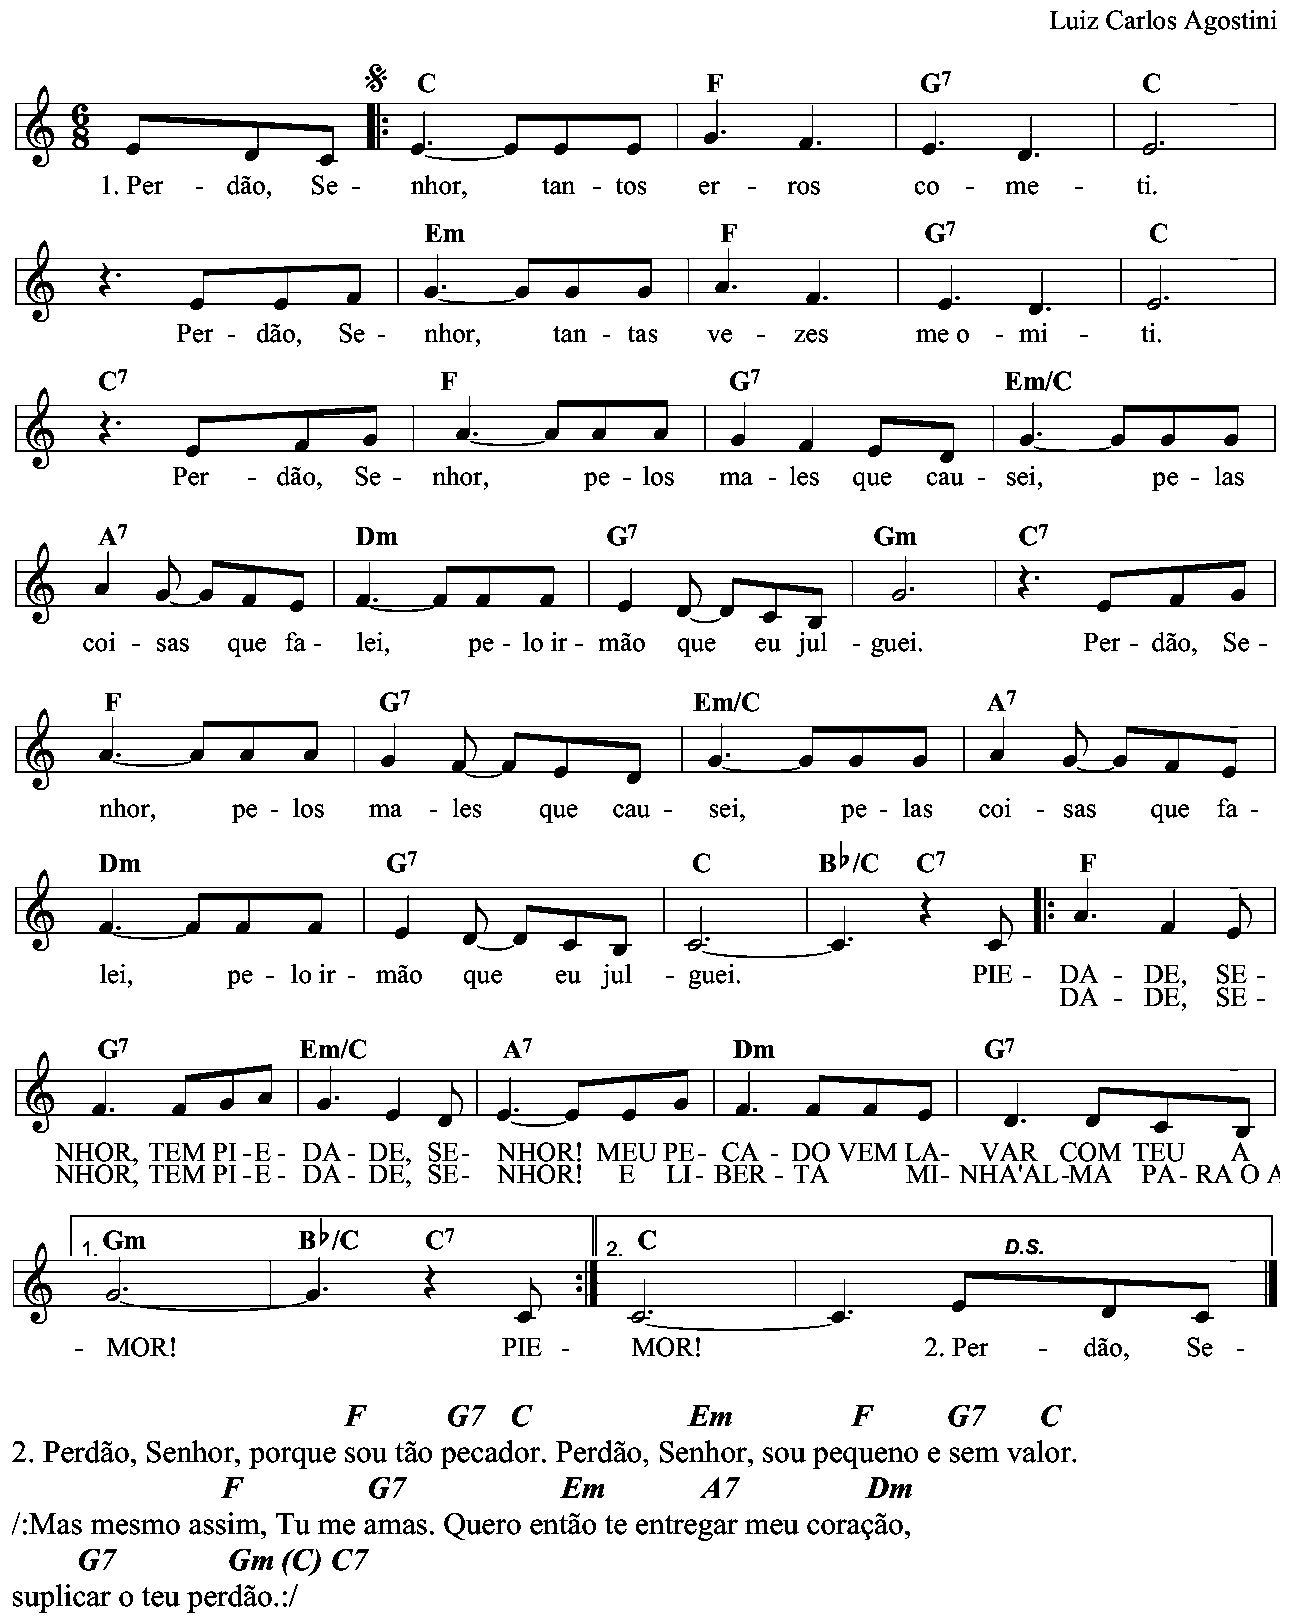 Luiz Carlos Agostini
C F G7 C
6 8
1. Per - dão, Se - nhor, tan - tos er - ros co - me - ti.
Em F G7 C
Per - dão, Se - nhor, tan - tas ve - zes me o - mi - ti.
C7 F G7 Em/C
Per - dão, Se - nhor, pe - los ma - les que cau - sei, pe - las
A7 Dm G7 Gm C7
coi - sas que fa - lei, pe - lo ir - mão que eu jul - guei. Per - dão, Se -
F G7 Em/C A7
nhor, pe - los ma - les que cau - sei, pe - las coi - sas que fa -
Dm G7 C B♭/C C7 F
lei, pe - lo ir - mão que eu jul - guei. PIE - DA - DE, SE -
DA - DE, SE -
G7 Em/C A7 Dm G7
NHOR, TEM PI - E - DA - DE, SE - NHOR! MEU PE - CA - DO VEM LA - VAR COM TEU A
NHOR, TEM PI - E - DA - DE, SE - NHOR! E LI - BER - TA MI - NHA'AL - MA PA - RA O A
1. Gm B♭/C C7 2. C D.S.
- MOR! PIE - MOR! 2. Per - dão, Se -
F G7 C Em F G7 C
2. Perdão, Senhor, porque sou tão pecador. Perdão, Senhor, sou pequeno e sem valor.
F G7 Em A7 Dm
/:Mas mesmo assim, Tu me amas. Quero então te entregar meu coração,
G7 Gm (C) C7
suplicar o teu perdão.:/